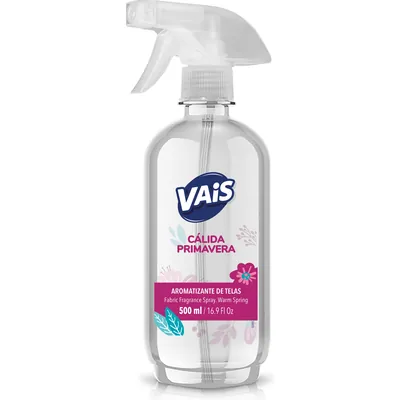 VAiS
CÁLIDA
PRIMAVERA
AROMATIZANTE DE TELAS
Fabric Fragrance Spray, Warm Spring
500 ml / 16.9 Fl Oz